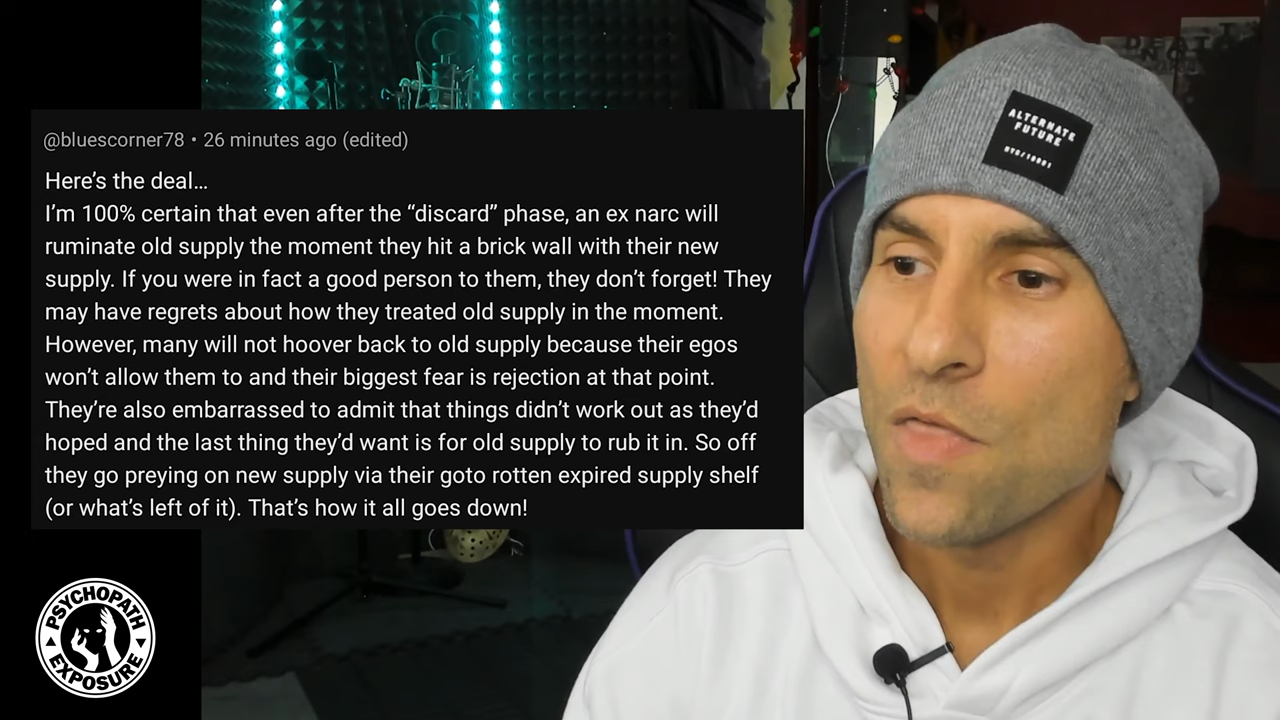 @bluescorner78 • 26 minutes ago (edited)
Here’s the deal...
I’m 100% certain that even after the “discard” phase, an ex narc will
ruminate old supply the moment they hit a brick wall with their new
supply. If you were in fact a good person to them, they don’t forget! They
may have regrets about how they treated old supply in the moment.
However, many will not hoover back to old supply because their egos
won’t allow them to and their biggest fear is rejection at that point.
They’re also embarrassed to admit that things didn’t work out as they’d
hoped and the last thing they’d want is for old supply to rub it in. So off
they go preying on new supply via their goto rotten expired supply shelf
(or what’s left of it). That’s how it all goes down!
ALTERNATE
FUTURE
NYC/10001
PSYCHOPATH
EXPOSURE